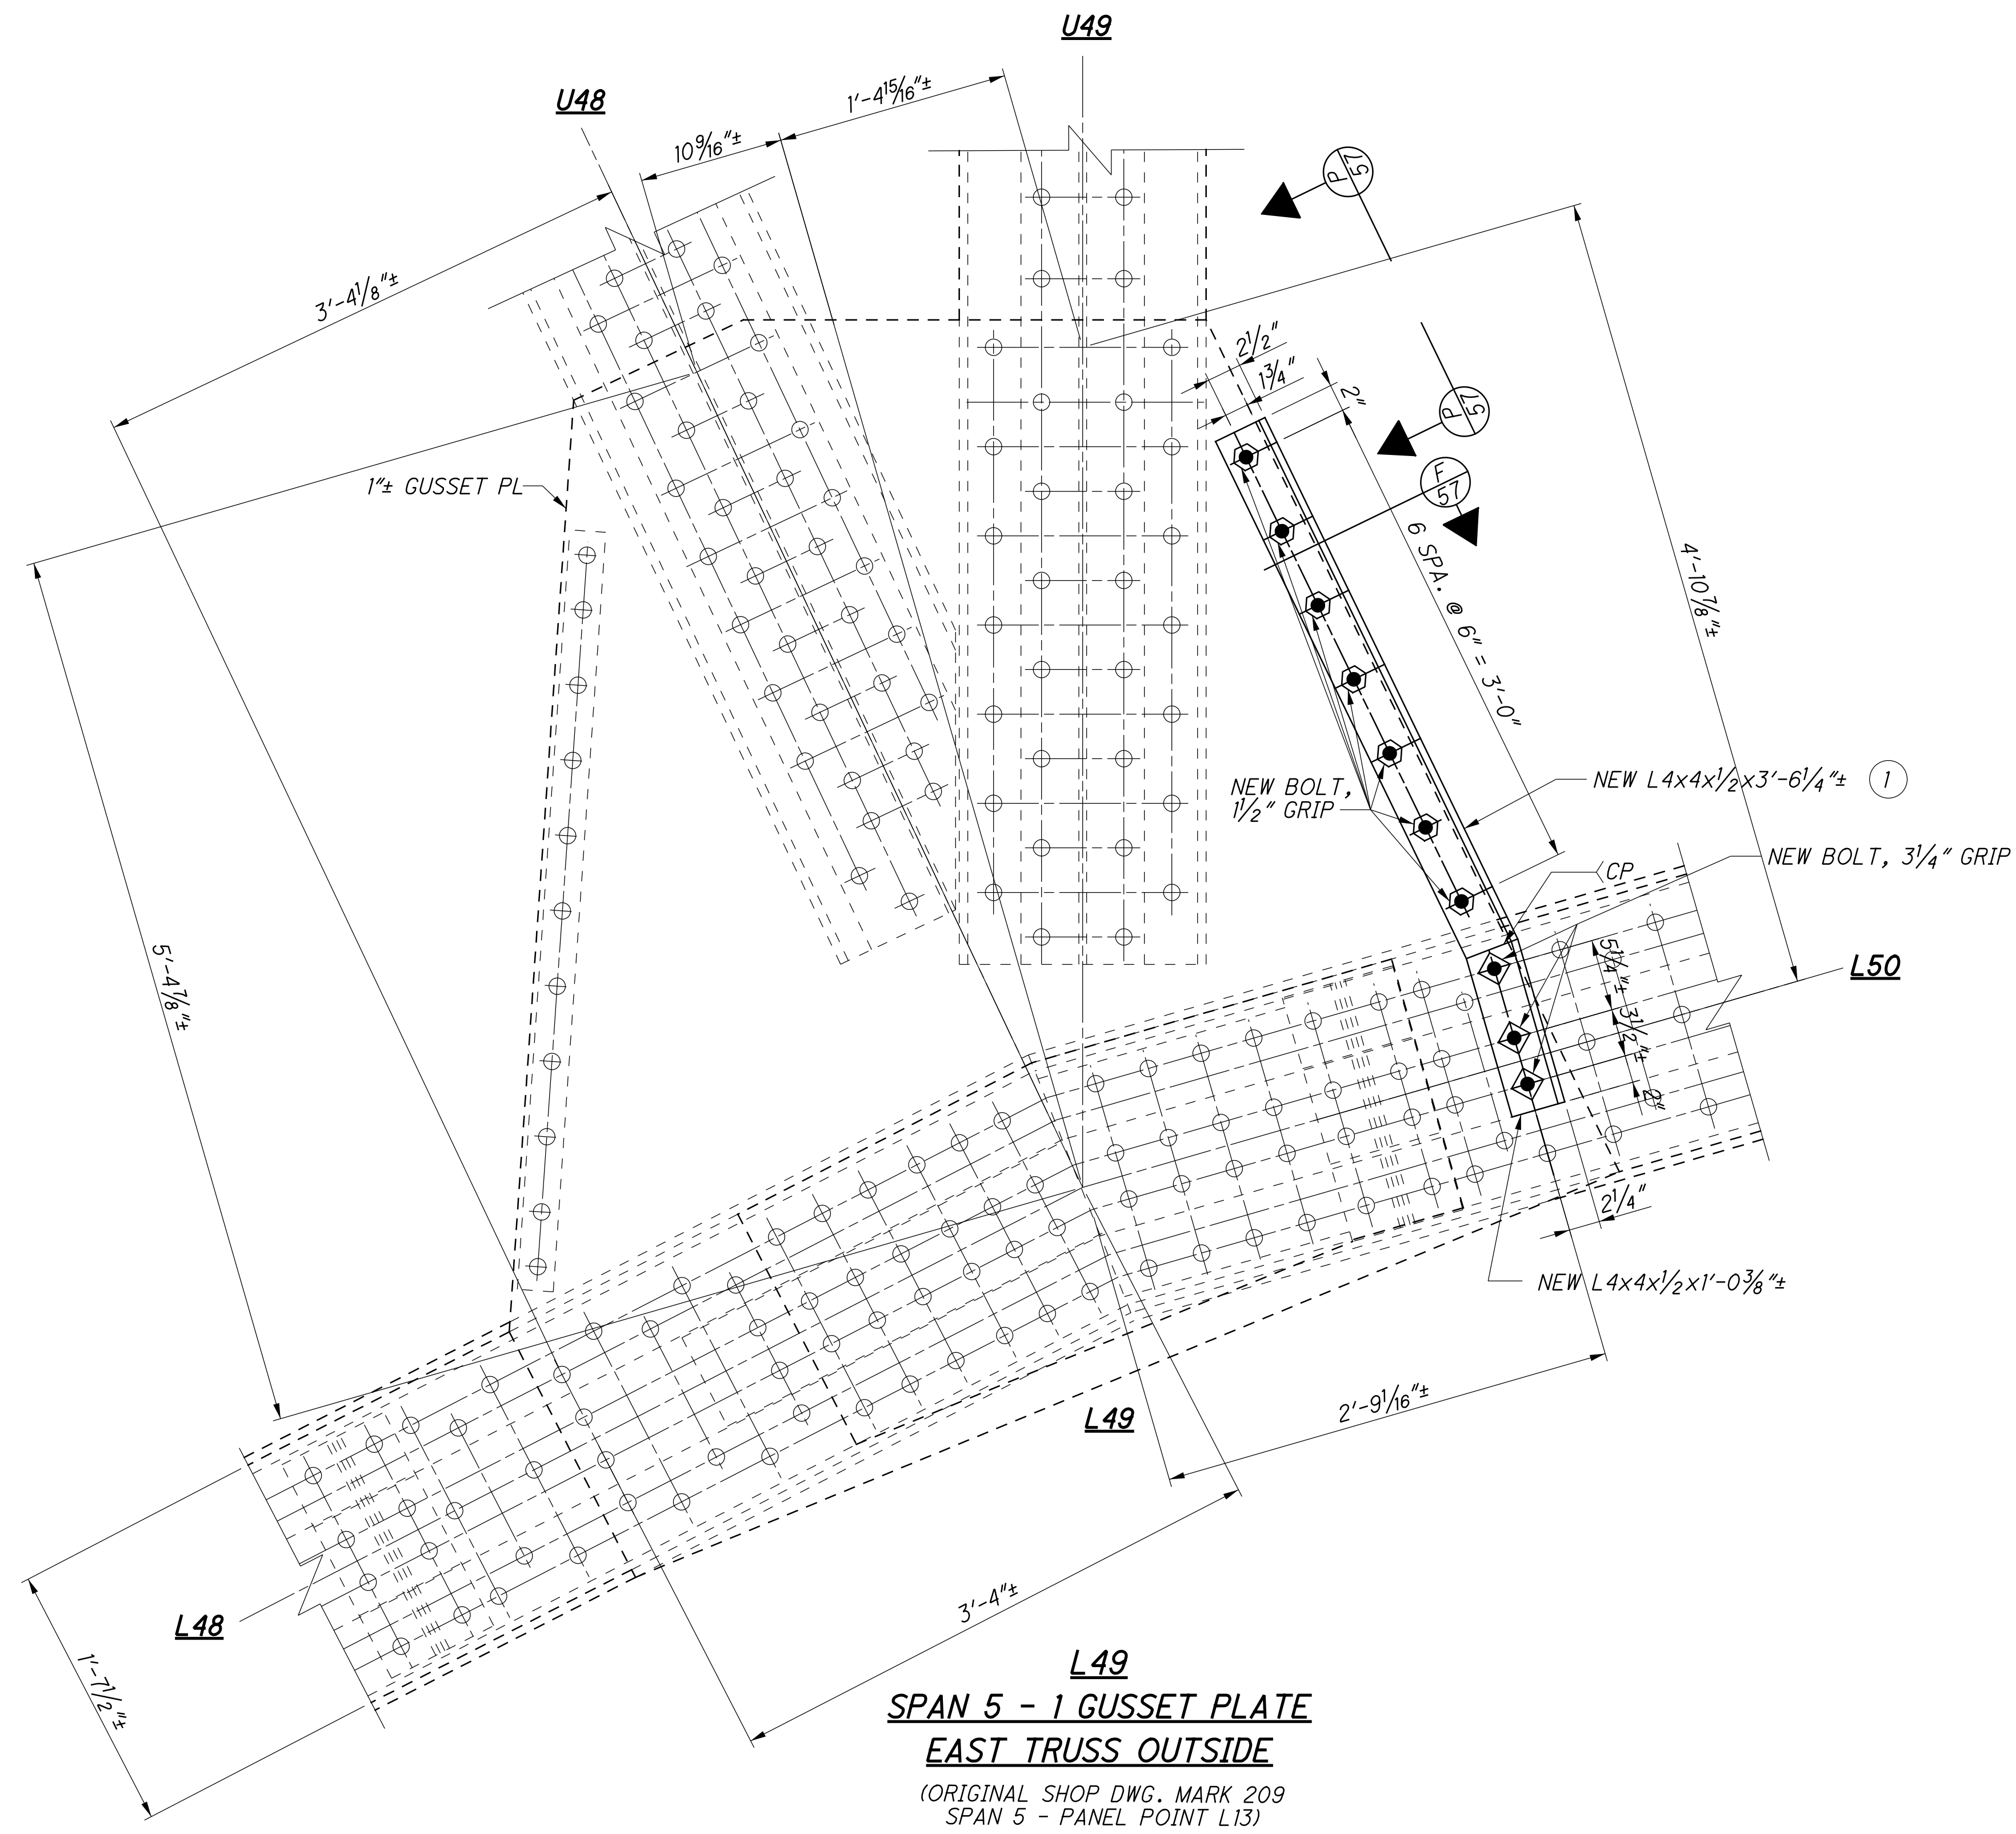 U49
U48
1'-4 15/16"±
10 9/16"±
P
57
3'-4 1/8"±
2 1/2"
1 3/4"
2"
P
57
F
57
1"± GUSSET PL
6 SPA. @ 6" = 3'-0"
4'-10 7/8"±
NEW BOLT,
1 1/2" GRIP
NEW L4x4x1/2x3'-6 1/4"±
1
NEW BOLT, 3 1/4" GRIP
CP
5'-4 7/8"±
5 1/4"±
3 1/2"±
2"
L50
2 1/4"
NEW L4x4x1/2x1'-0 3/8"±
2'-9 1/16"±
L49
3'-4"±
L48
1'-7 1/2"±
L49
SPAN 5 - 1 GUSSET PLATE
EAST TRUSS OUTSIDE
(ORIGINAL SHOP DWG. MARK 209
SPAN 5 - PANEL POINT L13)